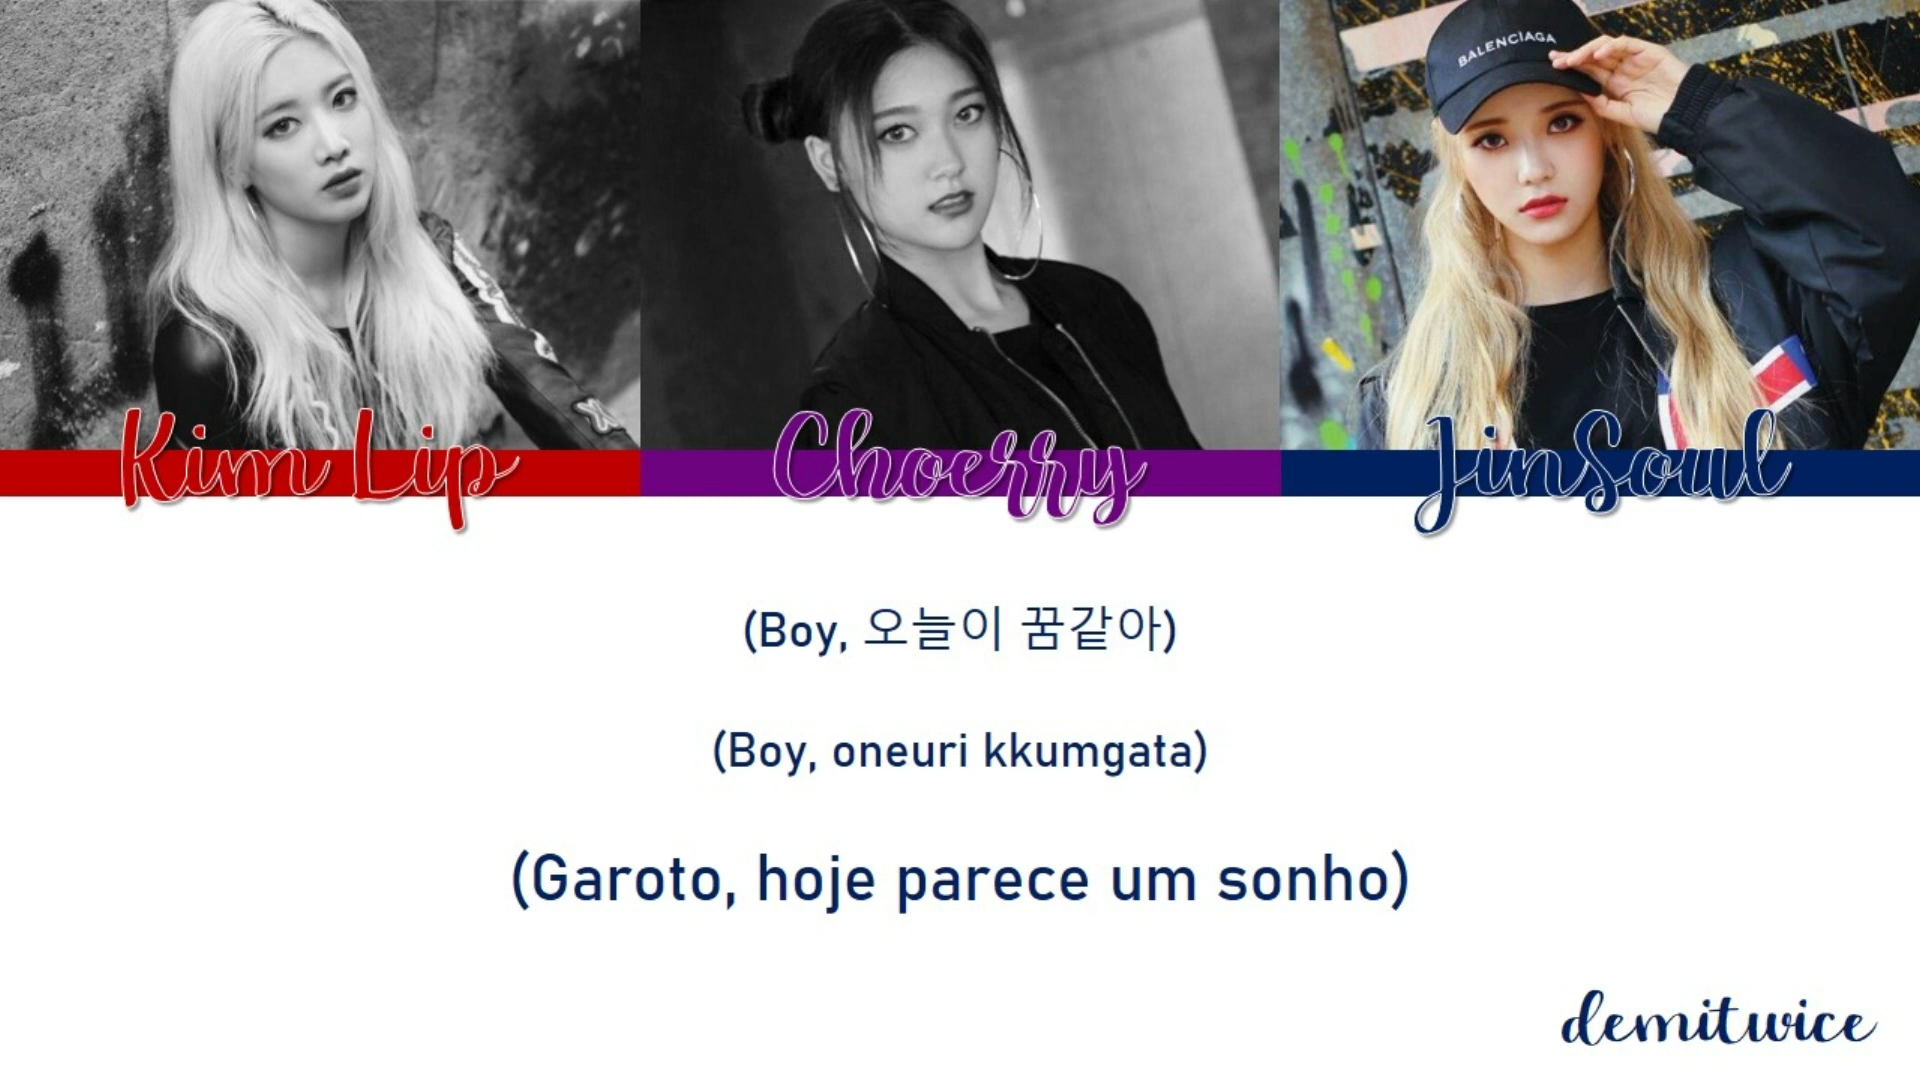 BALENCIAGA
Kim Lip
Choerry
JinSoul
(Boy, 오늘이 꿈같아)
(Boy, oneuri kkumgata)
(Garoto, hoje parece um sonho)
demitwice